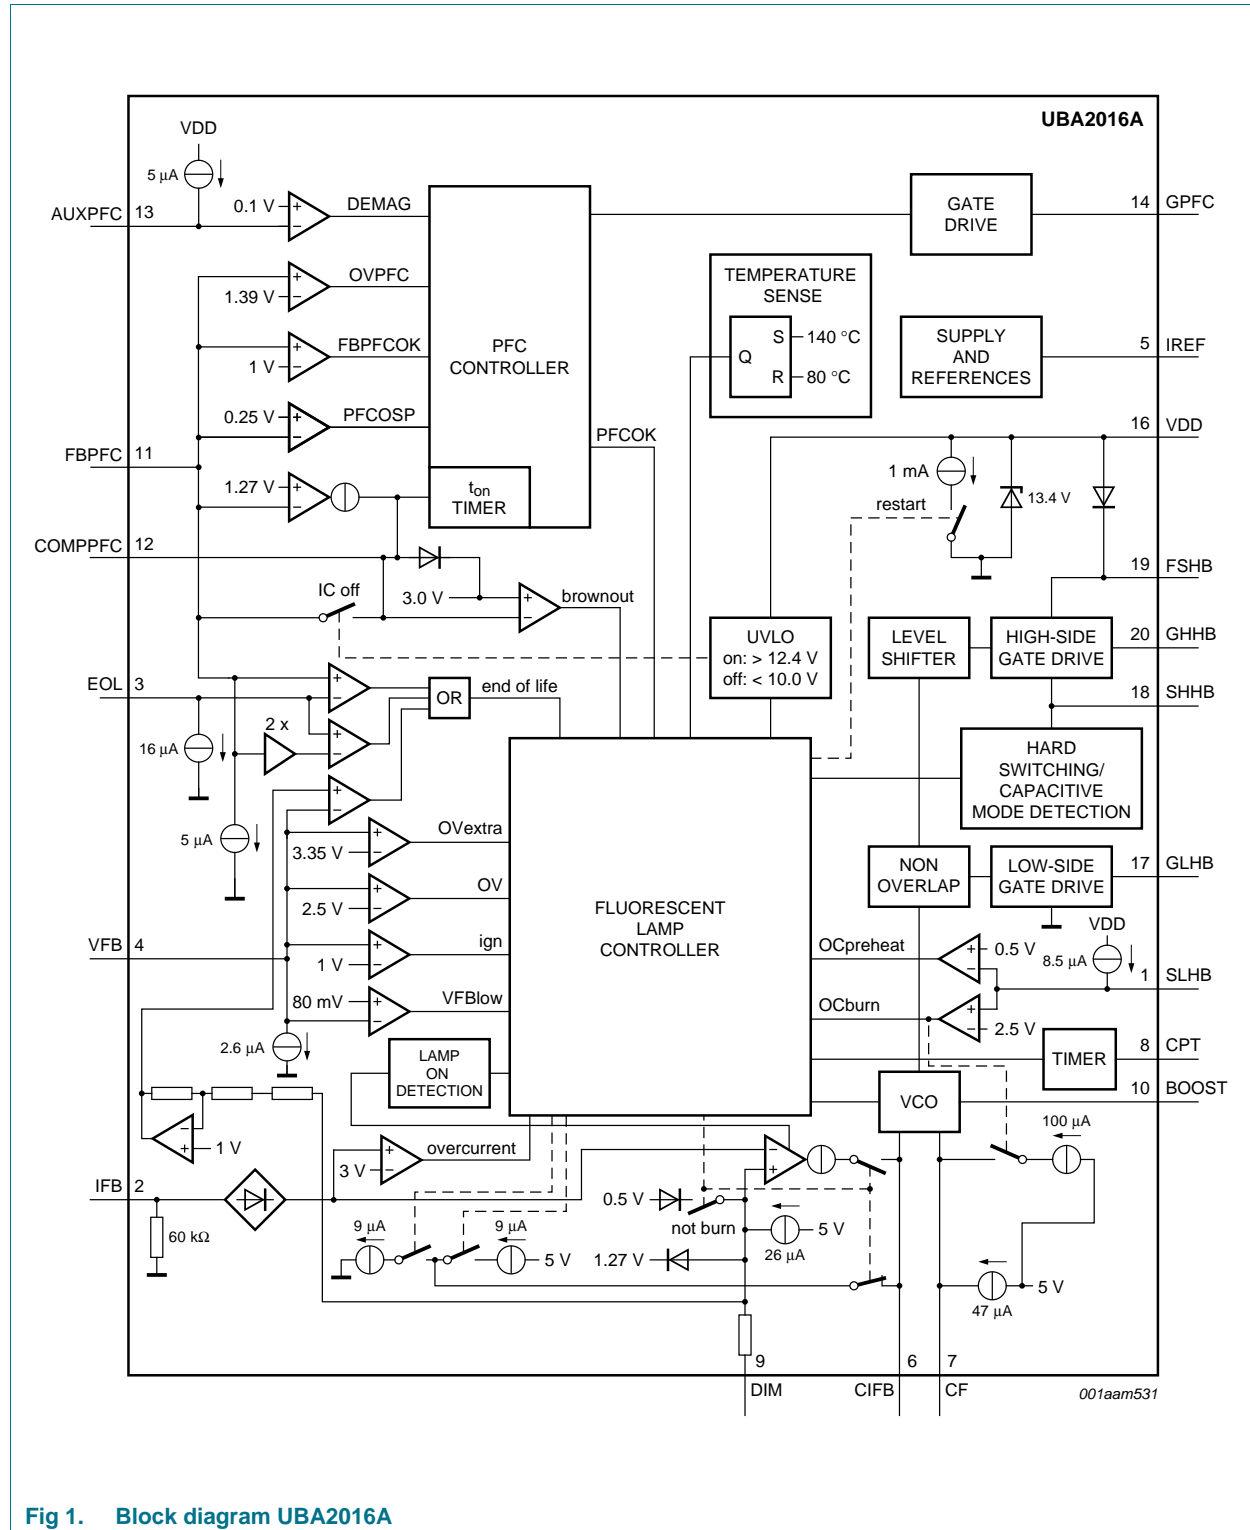 UBA2016A
VDD
5 µA
AUXPFC 13
0.1 V
+
−
DEMAG
GATE
DRIVE
14 GPFC
+
−
1.39 V
OVPFC
TEMPERATURE
SENSE
Q
S
140 °C
R
80 °C
+
−
1 V
FBPFCOK
PFC
CONTROLLER
SUPPLY
AND
REFERENCES
5 IREF
0.25 V
+
−
PFCOSP
PFCOK
16 VDD
FBPFC 11
1.27 V
+
−
ton
TIMER
1 mA
restart
13.4 V
COMPPFC 12
19 FSHB
IC off
3.0 V
+
−
brownout
UVLO
on: > 12.4 V
off: < 10.0 V
LEVEL
SHIFTER
HIGH-SIDE
GATE DRIVE
20 GHHB
EOL 3
+
−
OR
end of life
18 SHHB
16 µA
2 x
+
−
HARD
SWITCHING/
CAPACITIVE
MODE DETECTION
+
−
5 µA
+
−
3.35 V
OVextra
NON
OVERLAP
LOW-SIDE
GATE DRIVE
17 GLHB
+
−
2.5 V
OV
FLUORESCENT
LAMP
CONTROLLER
VDD
VFB 4
+
−
1 V
ign
OCpreheat
+
−
0.5 V
8.5 µA
1 SLHB
80 mV
+
−
VFBlow
OCburn
+
−
2.5 V
2.6 µA
LAMP
ON
DETECTION
TIMER
8 CPT
VCO
10 BOOST
−
+
1 V
+
−
3 V
overcurrent
−
+
100 µA
IFB 2
60 kΩ
0.5 V
not burn
9 µA
9 µA
5 V
1.27 V
26 µA
5 V
47 µA
5 V
9
6
7
DIM
CIFB
CF
001aam531
Fig 1. Block diagram UBA2016A